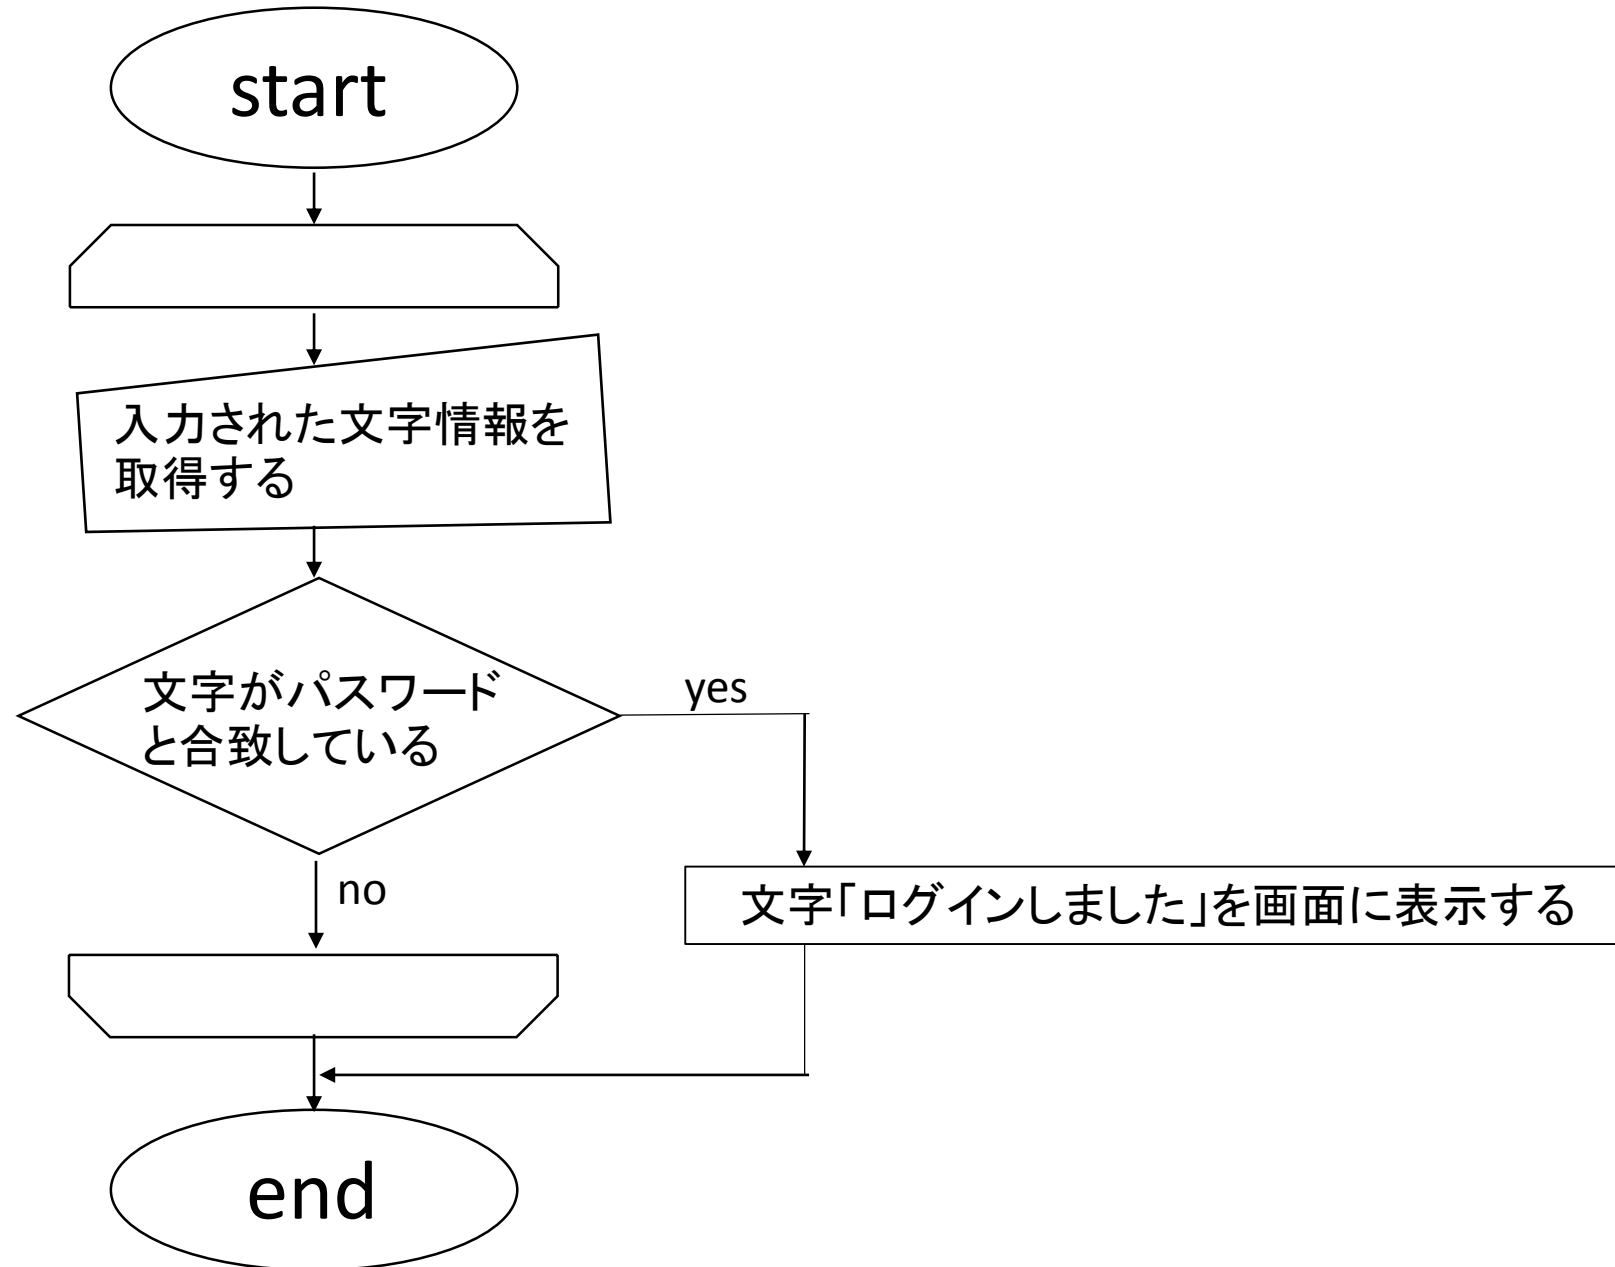 start
入力された文字情報を
取得する
文字がパスワード
と合致している
yes
no
文字「ログインしました」を画面に表示する
end